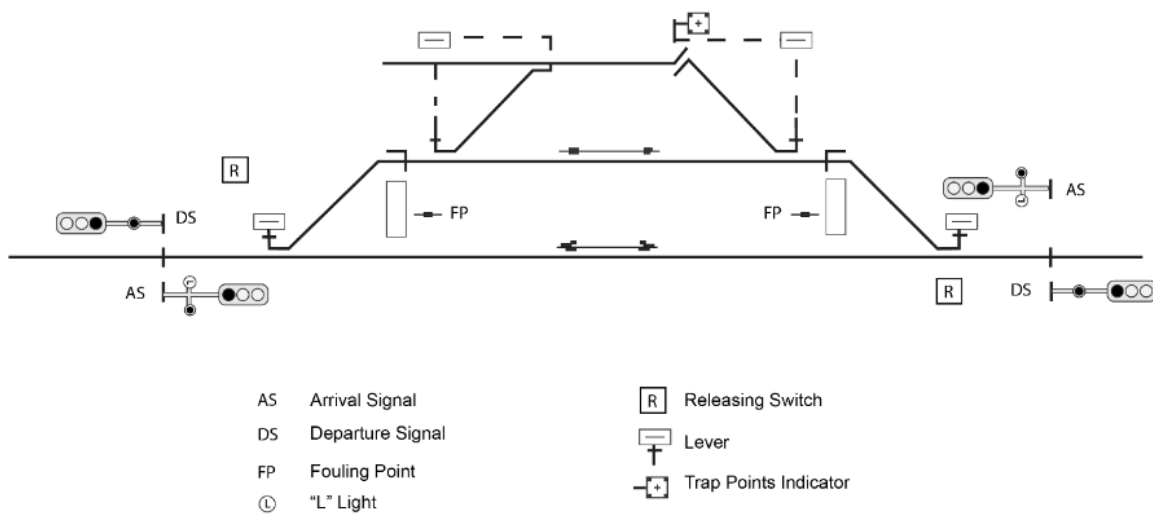 R
DS
FP
FP
AS
L
L
AS
R
DS
AS Arrival Signal
DS Departure Signal
FP Fouling Point
L "L" Light
R Releasing Switch
Lever
Trap Points Indicator